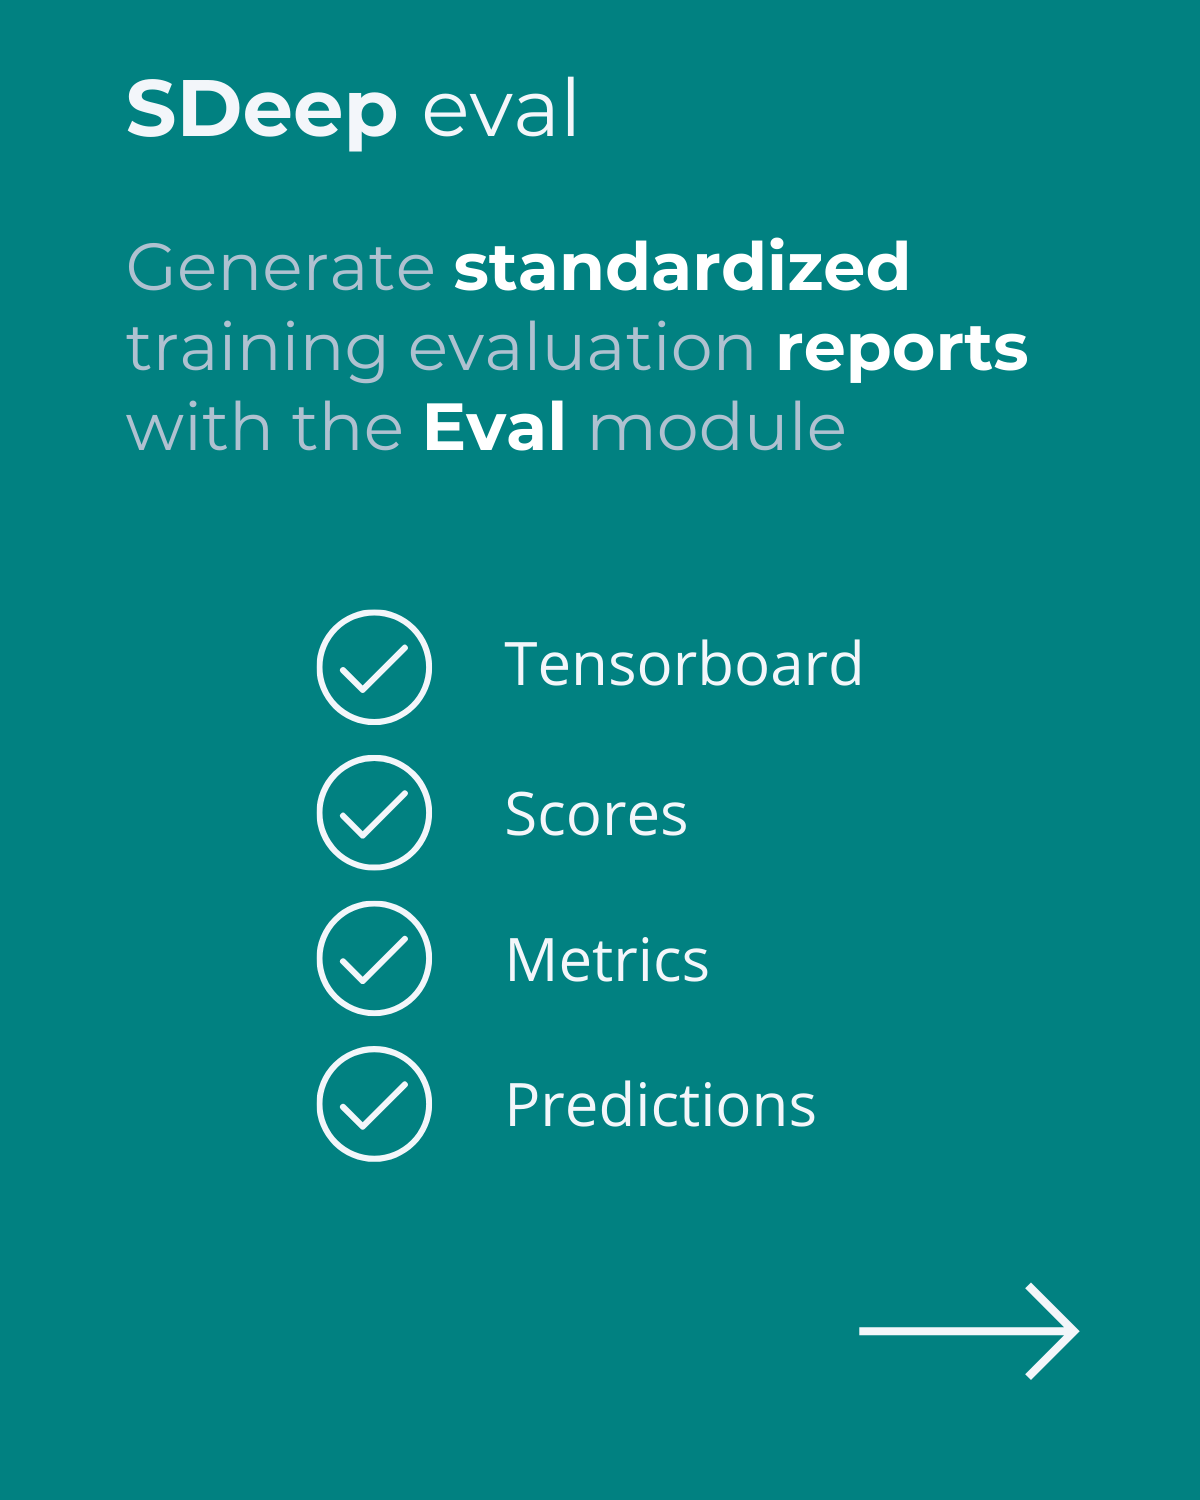 SDeep eval
Generate standardized
training evaluation reports
with the Eval module
Tensorboard
Scores
Metrics
Predictions